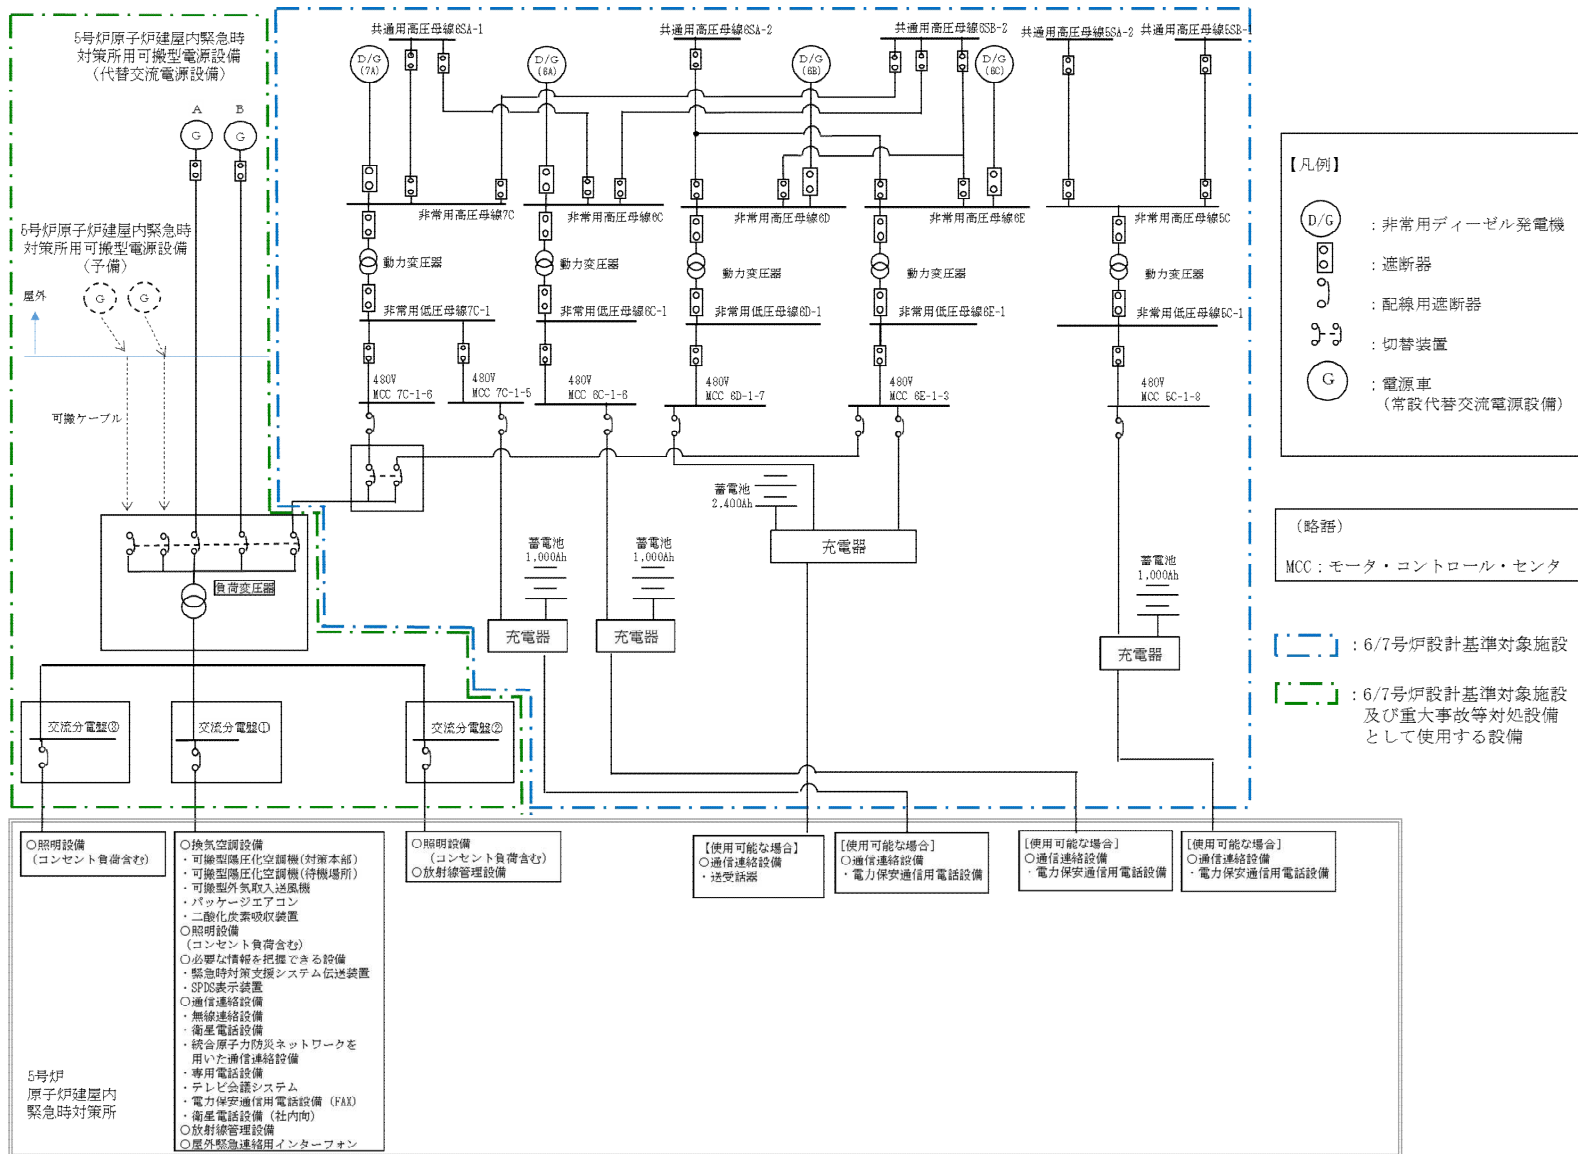 共通用高圧母線6SA-1
共通用高圧母線6SA-2
共通用高圧母線6SB-2
共通用高圧母線5SA-2
共通用高圧母線5SB-1
5号炉原子炉建屋内緊急時
対策所用可搬型電源設備
（代替交流電源設備）
D/G
(7A)
D/G
(6A)
D/G
(6B)
D/G
(6C)
A
B
G
G
5号炉原子炉建屋内緊急時
対策所用可搬型電源設備
（予備）
G
G
屋外
可搬ケーブル
非常用高圧母線7C
非常用高圧母線6C
非常用高圧母線6D
非常用高圧母線6E
非常用高圧母線5C
動力変圧器
動力変圧器
動力変圧器
動力変圧器
動力変圧器
非常用低圧母線7C-1
非常用低圧母線6C-1
非常用低圧母線6D-1
非常用低圧母線6E-1
非常用低圧母線5C-1
480V
MCC 7C-1-6
480V
MCC 7C-1-5
480V
MCC 6C-1-6
480V
MCC 6D-1-7
480V
MCC 6E-1-3
480V
MCC 5C-1-8
蓄電池
2,400Ah
充電器
蓄電池
1,000Ah
充電器
蓄電池
1,000Ah
充電器
蓄電池
1,000Ah
充電器
負荷変圧器
交流分電盤③
交流分電盤①
交流分電盤②
【凡例】
D/G
：非常用ディーゼル発電機
：遮断器
：配線用遮断器
：切替装置
G
：電源車
（常設代替交流電源設備）
（略語）
MCC：モータ・コントロール・センタ
：6/7号炉設計基準対象施設
：6/7号炉設計基準対象施設
及び重大事故等対処設備
として使用する設備
○照明設備
（コンセント負荷含む）
○換気空調設備
・可搬型陽圧化空調機(対策本部)
・可搬型陽圧化空調機(待機場所)
・可搬型外気取入送風機
・パッケージエアコン
・二酸化炭素吸収装置
○照明設備
（コンセント負荷含む）
○必要な情報を把握できる設備
・緊急時対策支援システム伝送装置
・SPDS表示装置
○通信連絡設備
・無線連絡設備
・衛星電話設備
・統合原子力防災ネットワークを
用いた通信連絡設備
・専用電話設備
・テレビ会議システム
・電力保安通信用電話設備（FAX）
・衛星電話設備（社内向）
○放射線管理設備
○屋外緊急連絡用インターフォン
○照明設備
（コンセント負荷含む）
○放射線管理設備
【使用可能な場合】
○通信連絡設備
・送受話器
[使用可能な場合]
○通信連絡設備
・電力保安通信用電話設備
[使用可能な場合]
○通信連絡設備
・電力保安通信用電話設備
[使用可能な場合]
○通信連絡設備
・電力保安通信用電話設備
5号炉
原子炉建屋内
緊急時対策所